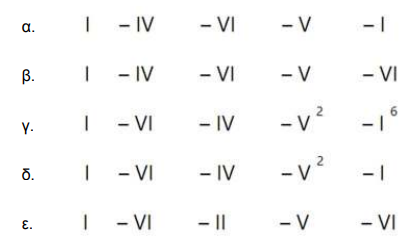 α. I – IV – VI – V – I
β. I – IV – VI – V – VI
γ. I – VI – IV – V² – I⁶
δ. I – VI – IV – V² – I
ε. I – VI – II – V – VI